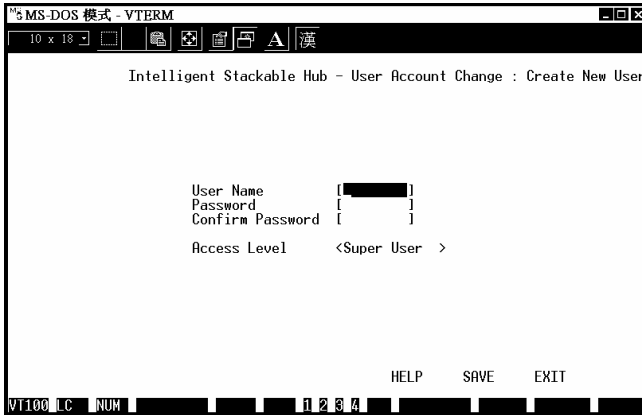 MS-DOS 模式 - VTERM
10 x 18
A 漢
Intelligent Stackable Hub - User Account Change : Create New User
User Name [ ]
Password [ ]
Confirm Password [ ]
Access Level <Super User >
HELP SAVE EXIT
VT100 LC NUM 1 2 3 4